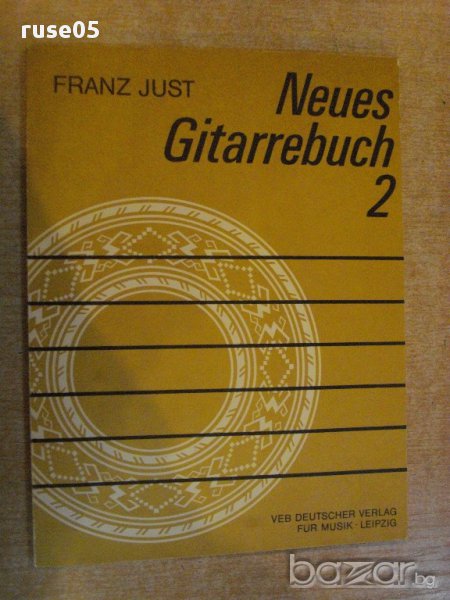 ruse05
FRANZ JUST
Neues
Gitarrebuch
2
VEB DEUTSCHER VERLAG
FÜR MUSIK · LEIPZIG
bazar.bg